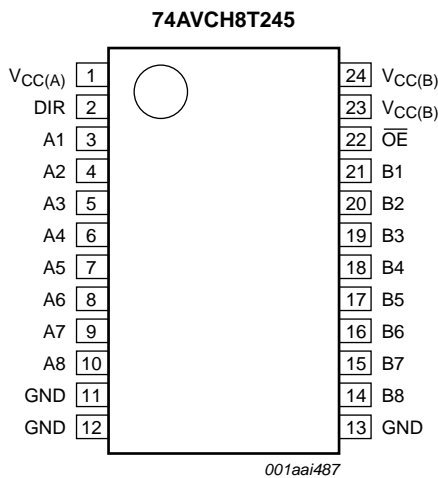 74AVCH8T245
VCC(A) 1 24 VCC(B)
DIR 2 23 VCC(B)
A1 3 22 O̅E̅
A2 4 21 B1
A3 5 20 B2
A4 6 19 B3
A5 7 18 B4
A6 8 17 B5
A7 9 16 B6
A8 10 15 B7
GND 11 14 B8
GND 12 13 GND
001aai487